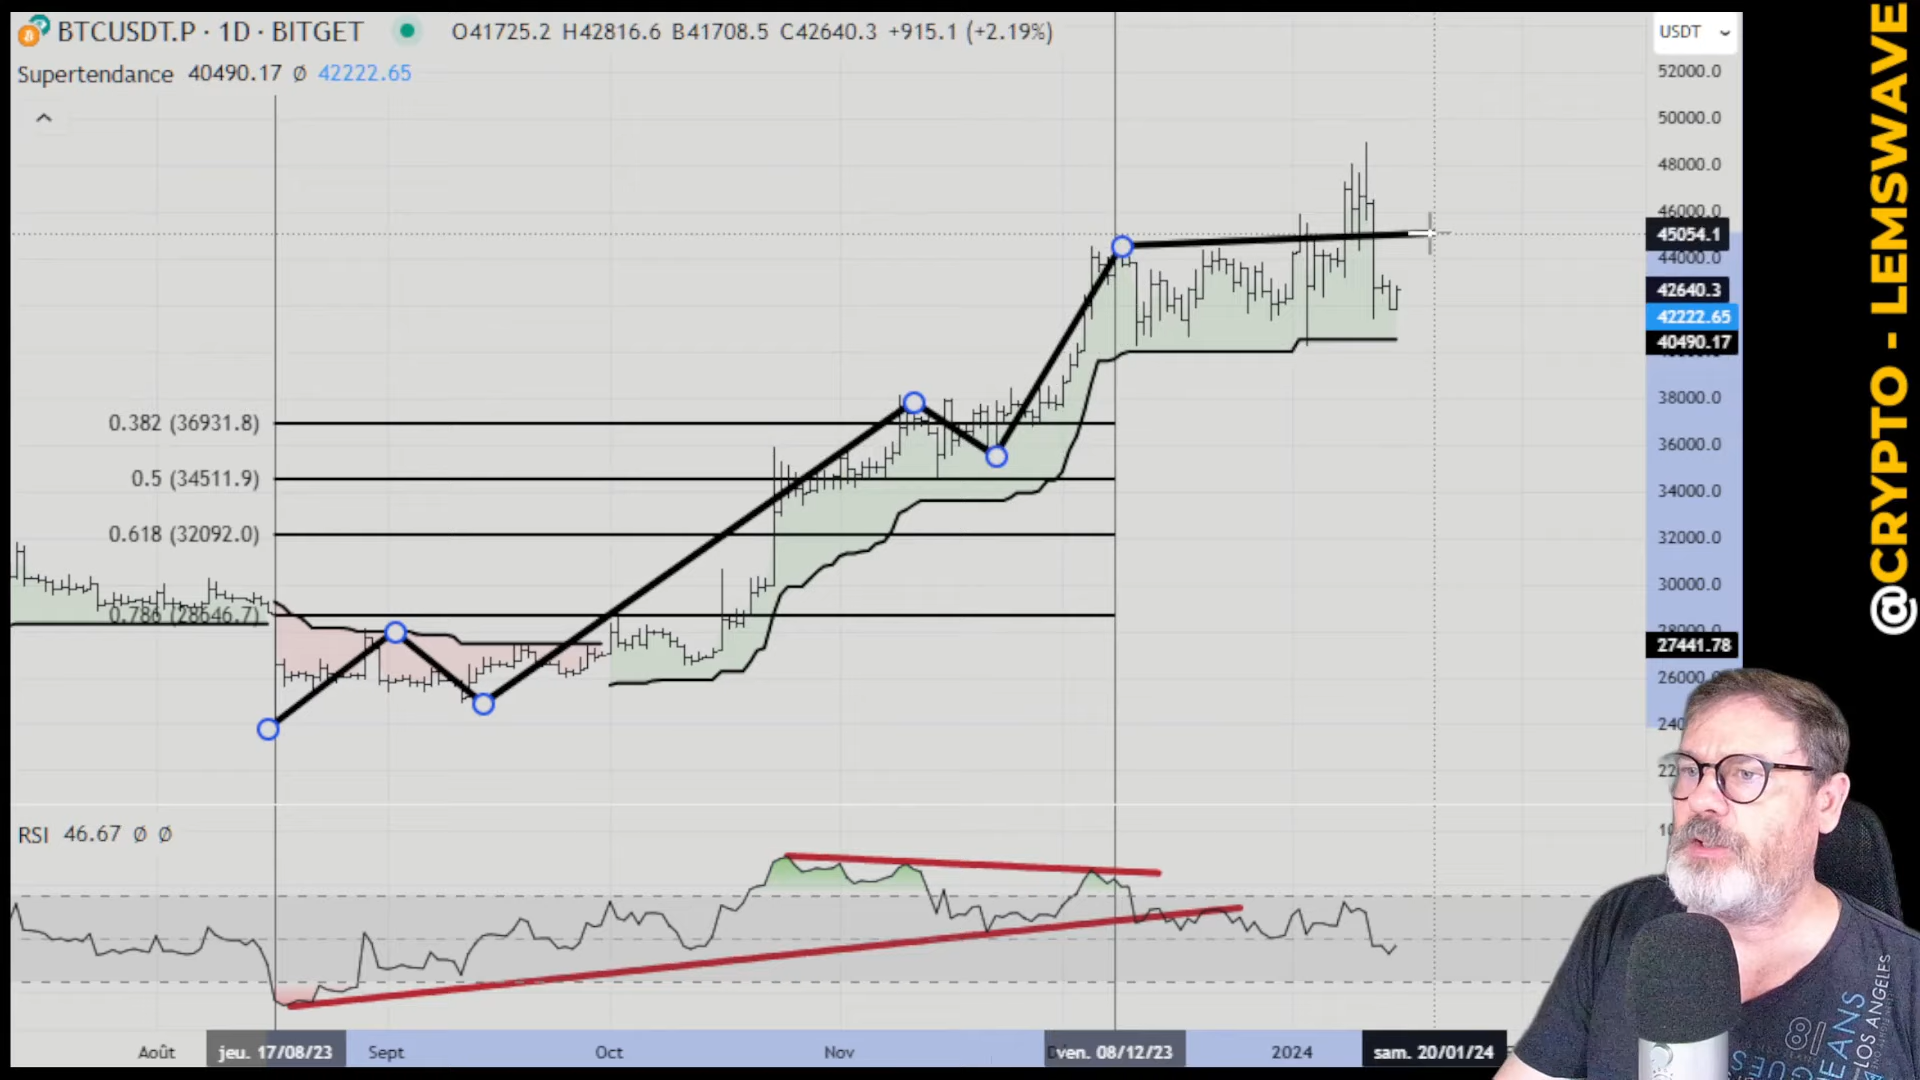 BTCUSDT.P · 1D · BITGET
O41725.2 H42816.6 B41708.5 C42640.3 +915.1 (+2.19%)
USDT
Supertendance 40490.17 Ø 42222.65
52000.0
50000.0
48000.0
46000.0
45054.1
44000.0
42640.3
42222.65
40490.17
38000.0
36000.0
34000.0
32000.0
30000.0
27441.78
26000.0
0.382 (36931.8)
0.5 (34511.9)
0.618 (32092.0)
0.786 (28646.7)
RSI 46.67 Ø Ø
Août
jeu. 17/08/23
Sept
Oct
Nov
ven. 08/12/23
2024
sam. 20/01/24
@CRYPTO - LEMSWAVE
LOS ANGELES